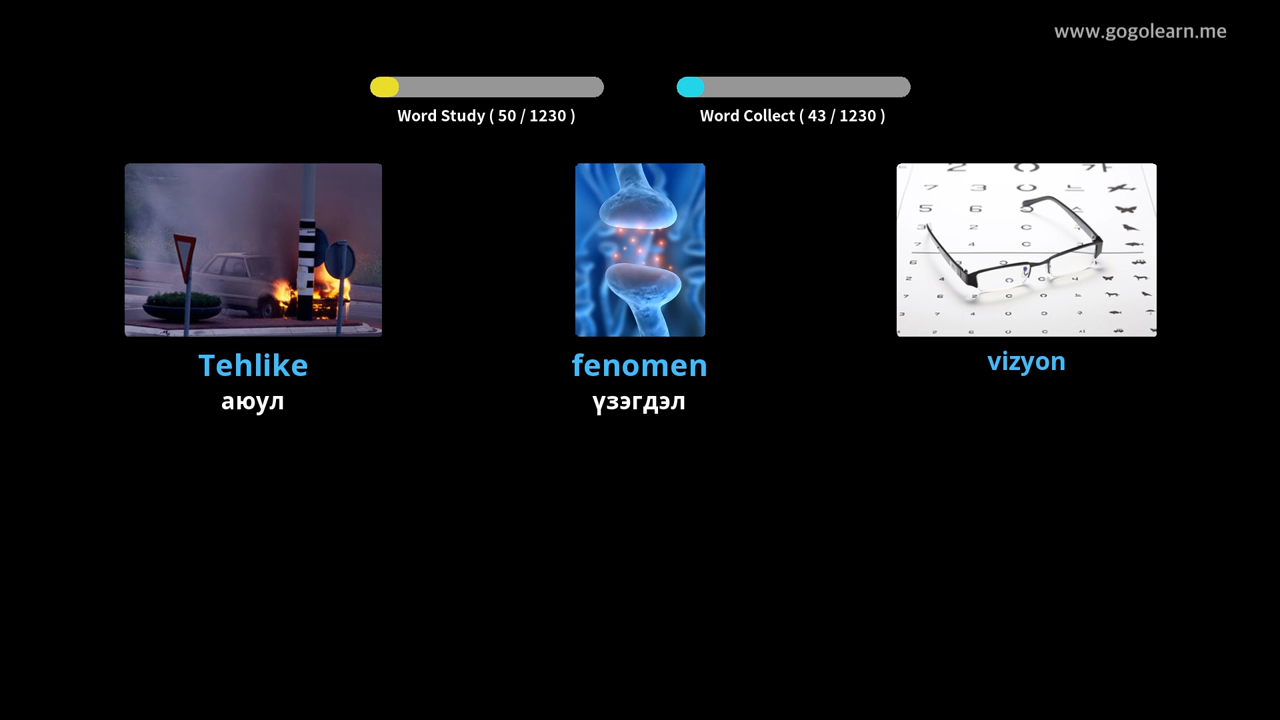 www.gogolearn.me
Word Study ( 50 / 1230 )
Word Collect ( 43 / 1230 )
Tehlike
fenomen
vizyon
аюул
үзэгдэл